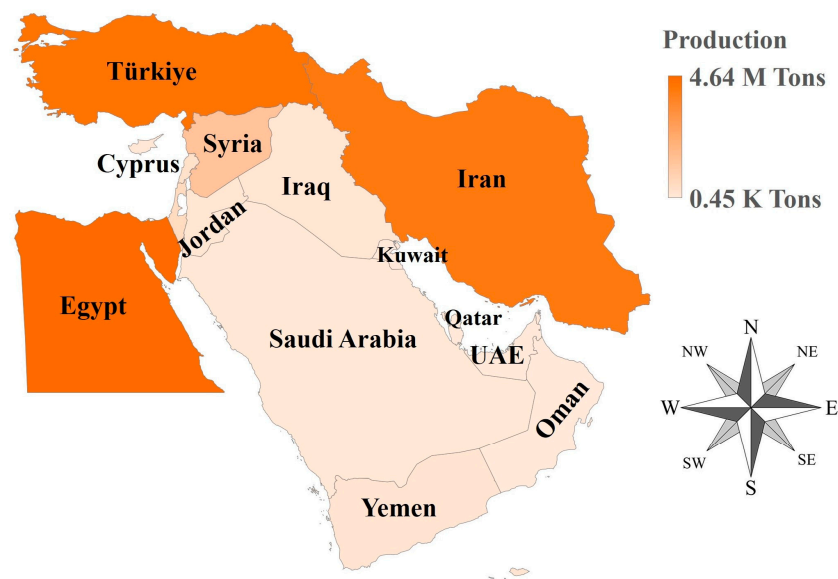 Production
4.64 M Tons
0.45 K Tons
Türkiye
Cyprus
Syria
Iraq
Iran
Jordan
Kuwait
Egypt
Saudi Arabia
Qatar
UAE
Oman
Yemen
N
NW
NE
W
E
SW
SE
S